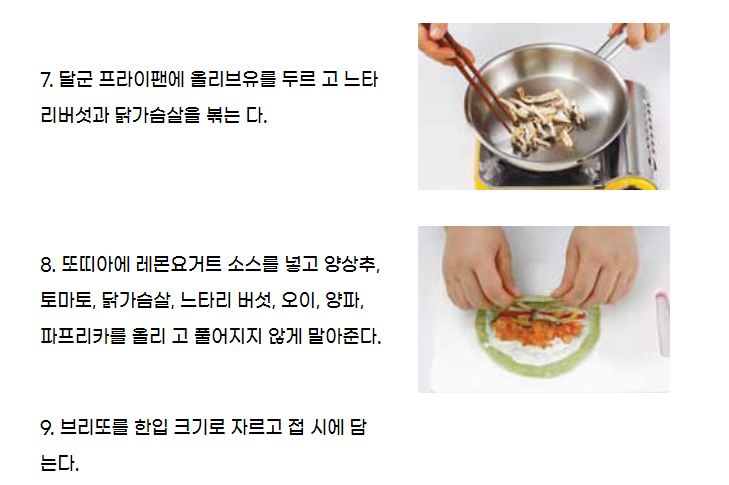 7. 달군 프라이팬에 올리브유를 두르 고 느타
리버섯과 닭가슴살을 볶는 다.
8. 또띠아에 레몬요거트 소스를 넣고 양상추,
토마토, 닭가슴살, 느타리 버섯, 오이, 양파,
파프리카를 올리 고 풀어지지 않게 말아준다.
9. 브리또를 한입 크기로 자르고 접 시에 담
는다.